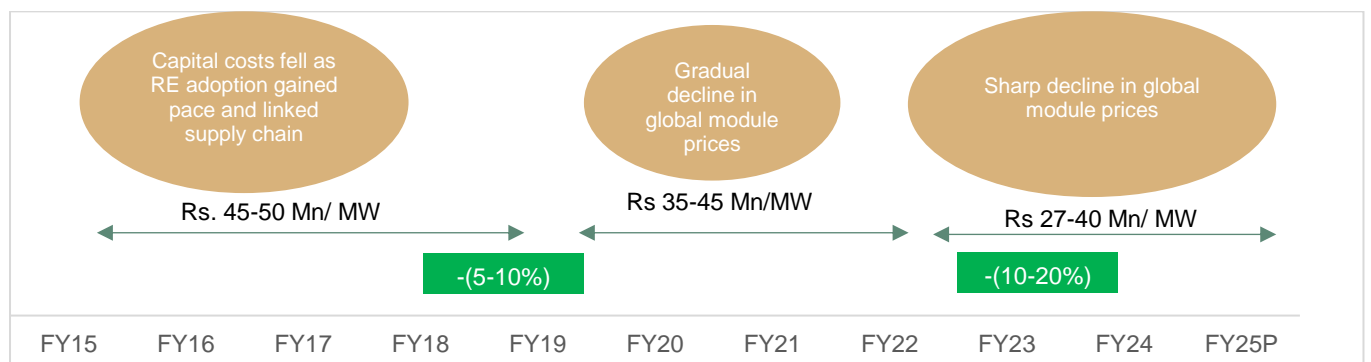 Capital costs fell as
RE adoption gained
pace and linked
supply chain
Gradual
decline in
global module
prices
Sharp decline in global
module prices
Rs. 45-50 Mn/ MW
Rs 35-45 Mn/MW
Rs 27-40 Mn/ MW
-(5-10%)
-(10-20%)
FY15 FY16 FY17 FY18 FY19 FY20 FY21 FY22 FY23 FY24 FY25P